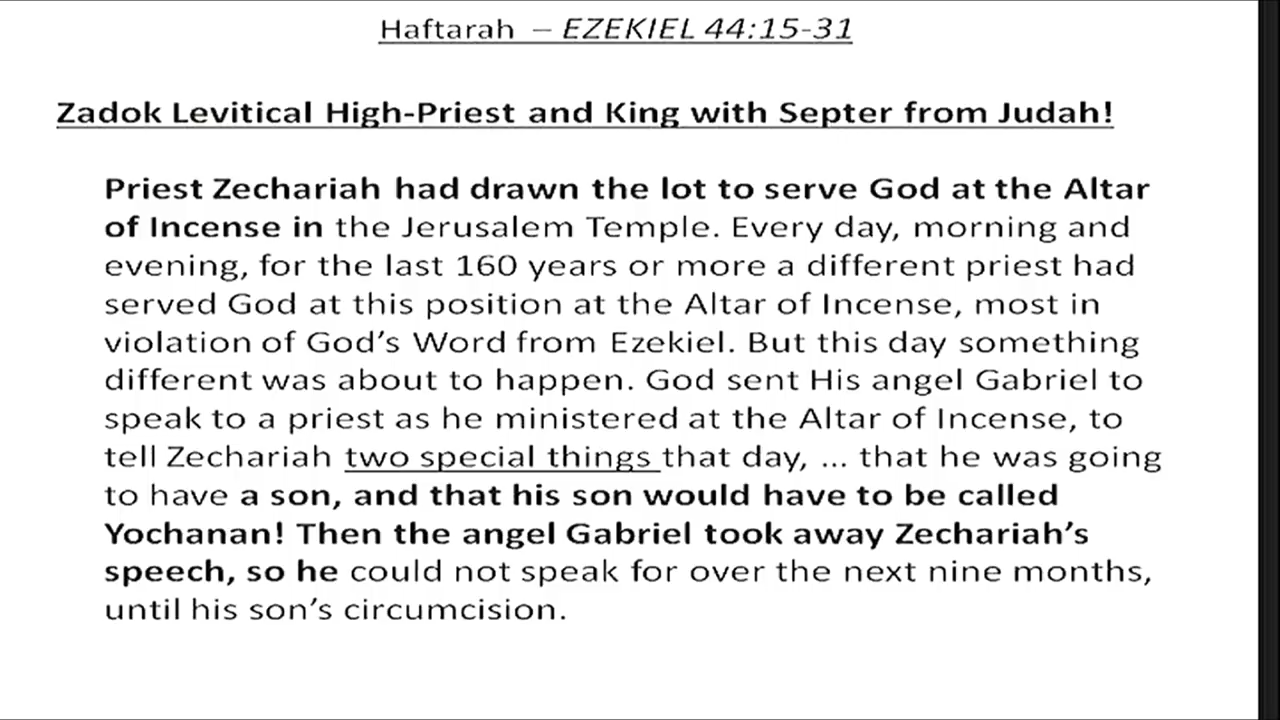 Haftarah – EZEKIEL 44:15-31
Zadok Levitical High-Priest and King with Septer from Judah!
Priest Zechariah had drawn the lot to serve God at the Altar
of Incense in the Jerusalem Temple. Every day, morning and
evening, for the last 160 years or more a different priest had
served God at this position at the Altar of Incense, most in
violation of God’s Word from Ezekiel. But this day something
different was about to happen. God sent His angel Gabriel to
speak to a priest as he ministered at the Altar of Incense, to
tell Zechariah two special things that day, ... that he was going
to have a son, and that his son would have to be called
Yochanan! Then the angel Gabriel took away Zechariah’s
speech, so he could not speak for over the next nine months,
until his son’s circumcision.